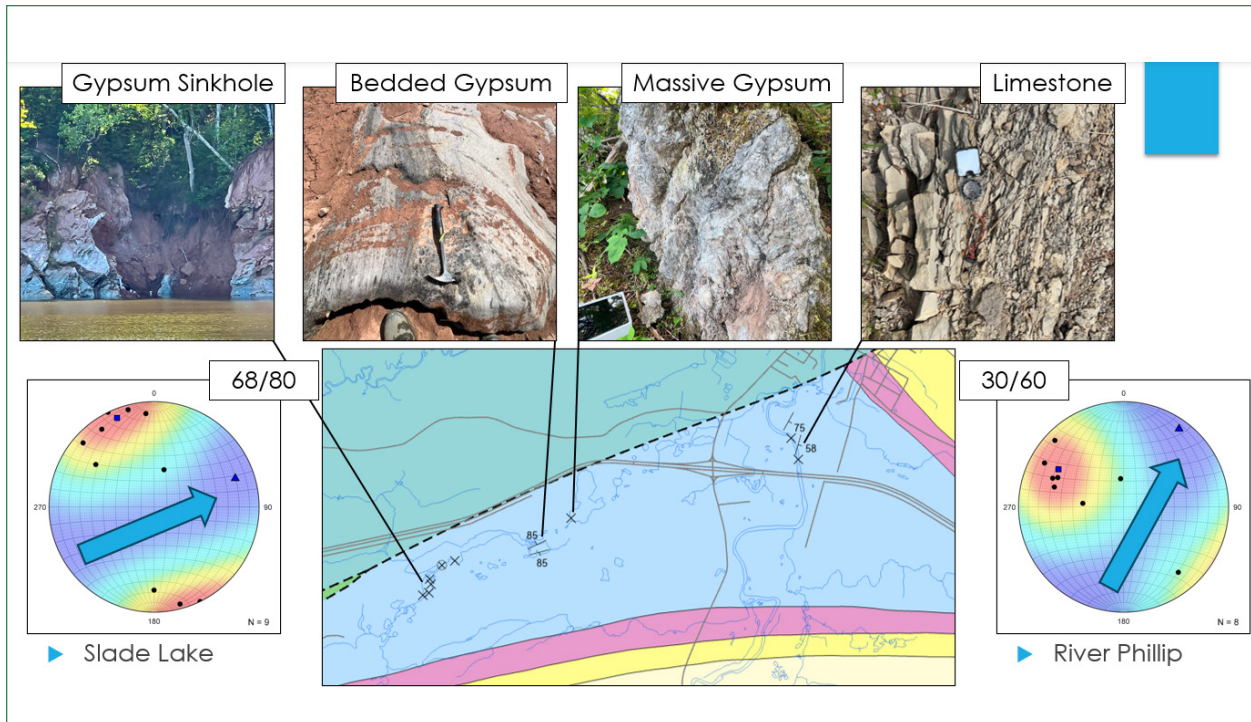 Gypsum Sinkhole
Bedded Gypsum
Massive Gypsum
Limestone
68/80
30/60
0
270
90
180
N = 9
85
85
75
58
0
270
90
180
N = 8
Slade Lake
River Phillip